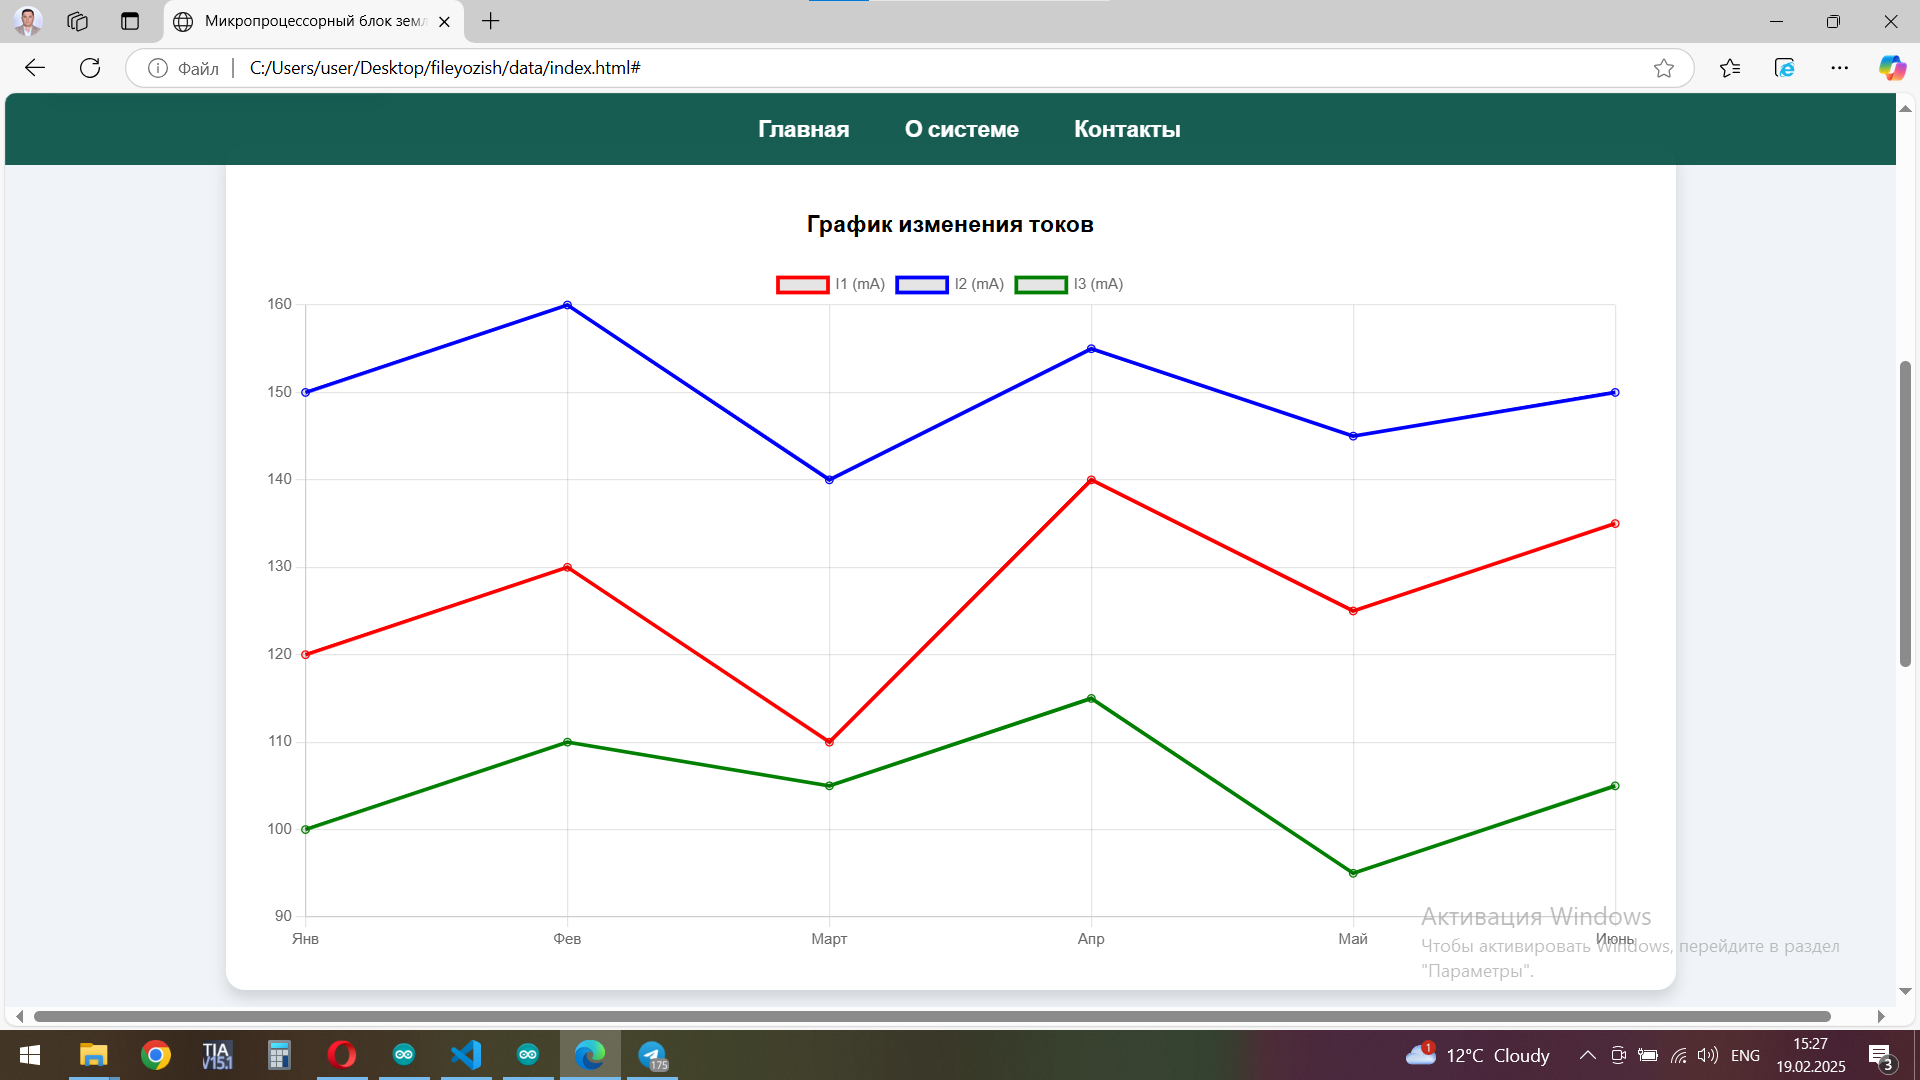 Микропроцессорный блок земл
Файл
C:/Users/user/Desktop/fileyozish/data/index.html#
Главная О системе Контакты
График изменения токов
I1 (mA) I2 (mA) I3 (mA)
160
150
140
130
120
110
100
90
Янв Фев Март Апр Май Июнь
Активация Windows
Чтобы активировать Windows, перейдите в раздел
"Параметры".
TIA
V15.1
175
1
12°C Cloudy
ENG
15:27
19.02.2025
3